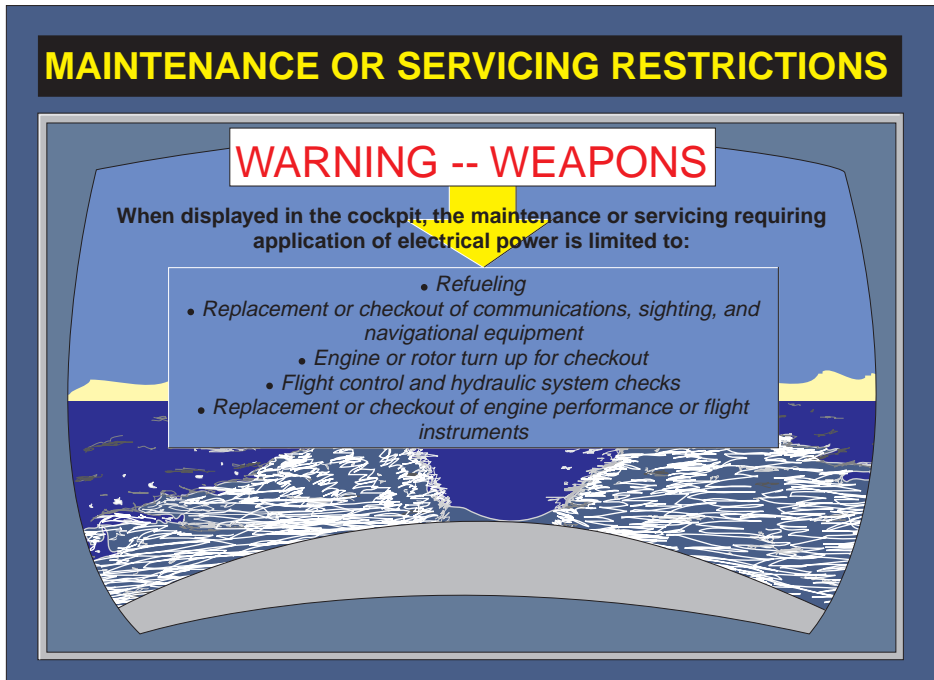 MAINTENANCE OR SERVICING RESTRICTIONS
WARNING -- WEAPONS
When displayed in the cockpit, the maintenance or servicing requiring
application of electrical power is limited to:
● Refueling
● Replacement or checkout of communications, sighting, and
navigational equipment
● Engine or rotor turn up for checkout
● Flight control and hydraulic system checks
● Replacement or checkout of engine performance or flight
instruments